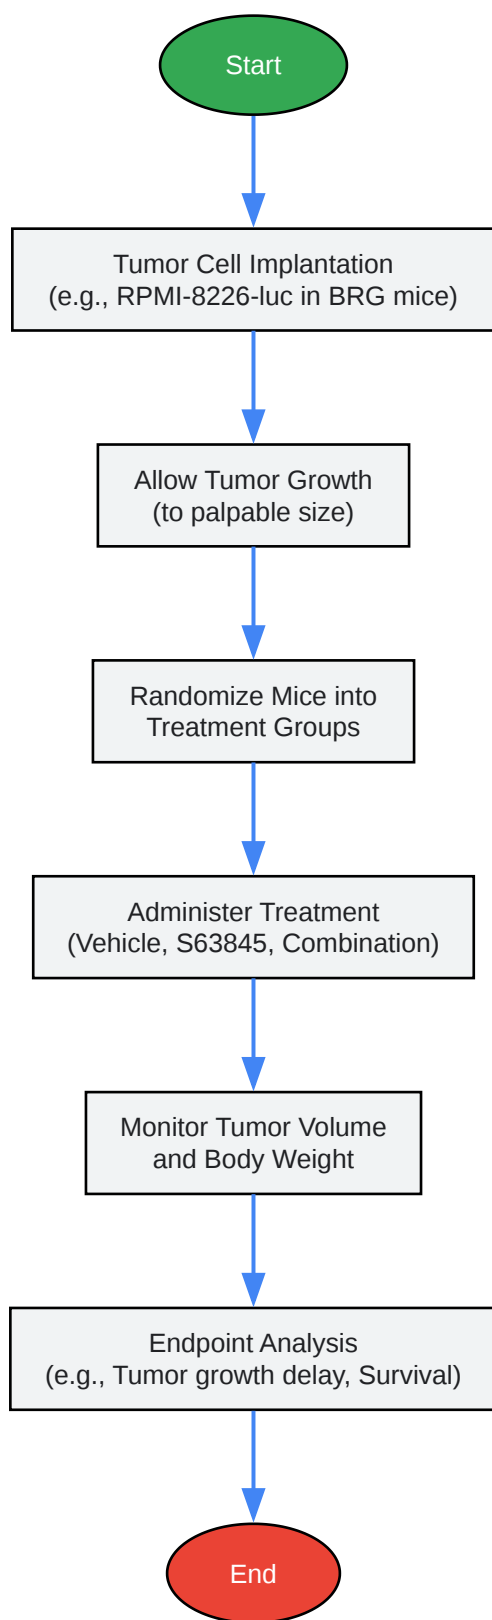 Start
Tumor Cell Implantation
(e.g., RPMI-8226-luc in BRG mice)
Allow Tumor Growth
(to palpable size)
Randomize Mice into
Treatment Groups
Administer Treatment
(Vehicle, S63845, Combination)
Monitor Tumor Volume
and Body Weight
Endpoint Analysis
(e.g., Tumor growth delay, Survival)
End